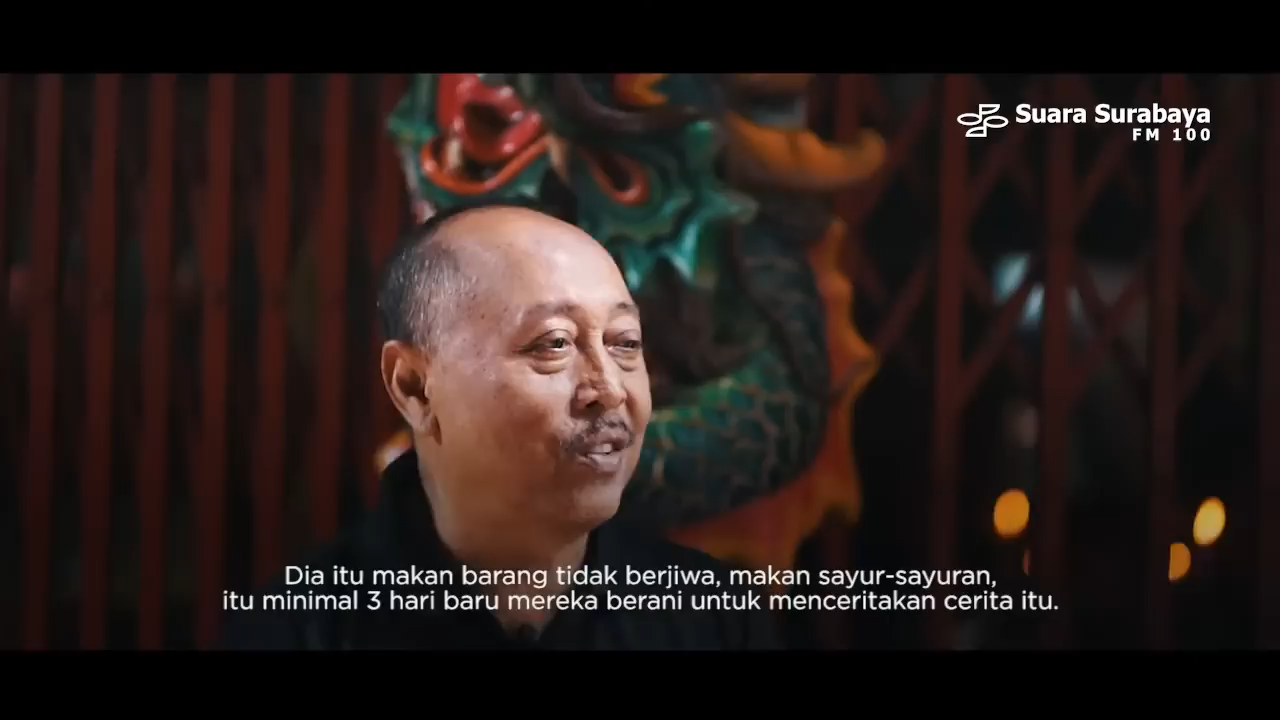 Suara Surabaya
FM 100
Dia itu makan barang tidak berjiwa, makan sayur-sayuran,
itu minimal 3 hari baru mereka berani untuk menceritakan cerita itu.